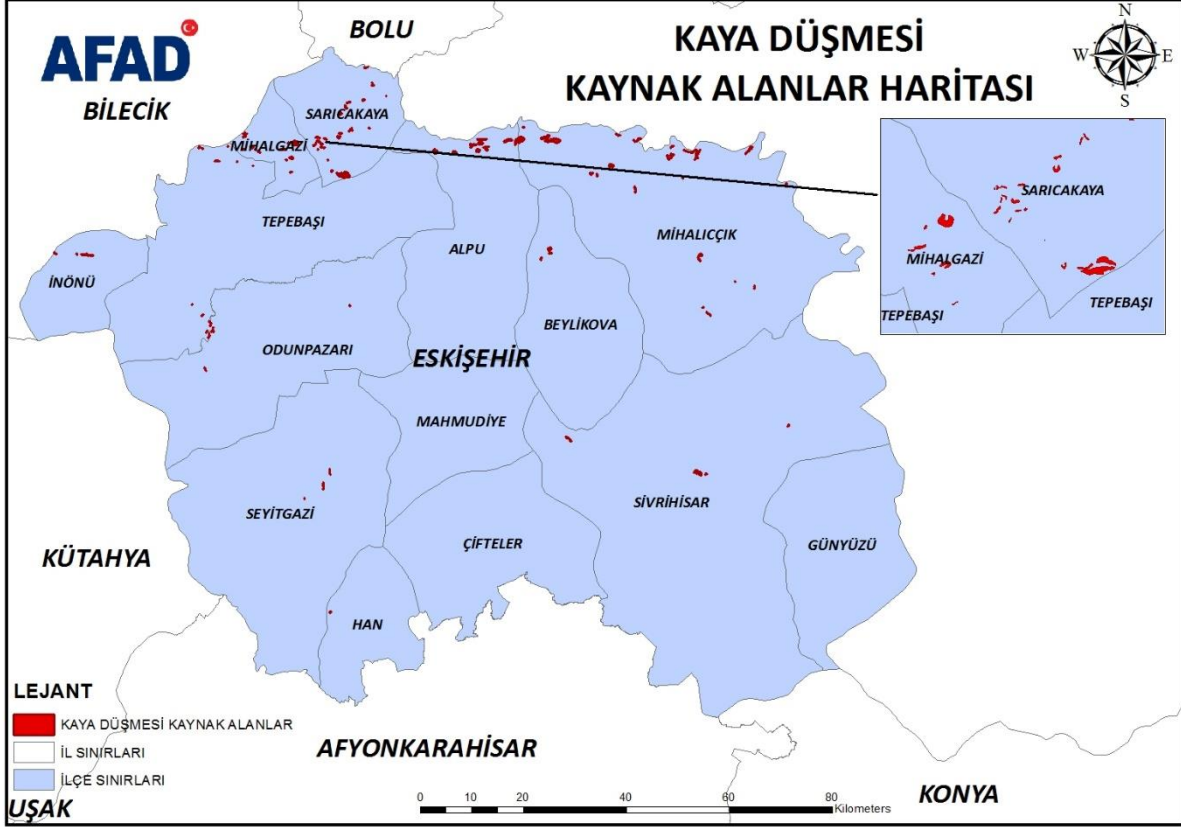 AFAD
BİLECİK
BOLU
KAYA DÜŞMESİ
KAYNAK ALANLAR HARİTASI
N
W E
S
SARICAKAYA
MİHALGAZİ
TEPEBAŞI
ALPU
MİHALIÇÇIK
İNÖNÜ
BEYLİKOVA
ODUNPAZARI
ESKİŞEHİR
MAHMUDİYE
SEYİTGAZİ
SİVRİHİSAR
ÇİFTELER
GÜNYÜZÜ
HAN
SARICAKAYA
MİHALGAZİ
TEPEBAŞI
TEPEBAŞI
KÜTAHYA
AFYONKARAHİSAR
KONYA
UŞAK
LEJANT
KAYA DÜŞMESİ KAYNAK ALANLAR
İL SINIRLARI
İLÇE SINIRLARI
0 10 20 40 60 80
Kilometers